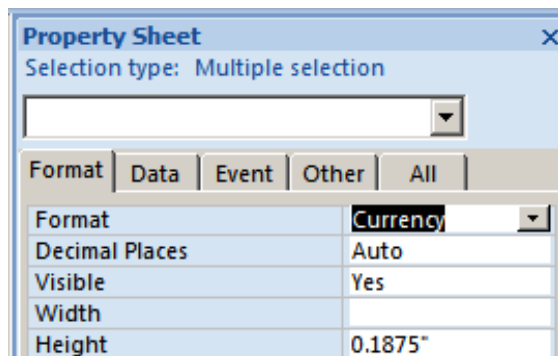 Property Sheet
Selection type: Multiple selection
Format Data Event Other All
Format Currency
Decimal Places Auto
Visible Yes
Width
Height 0.1875"